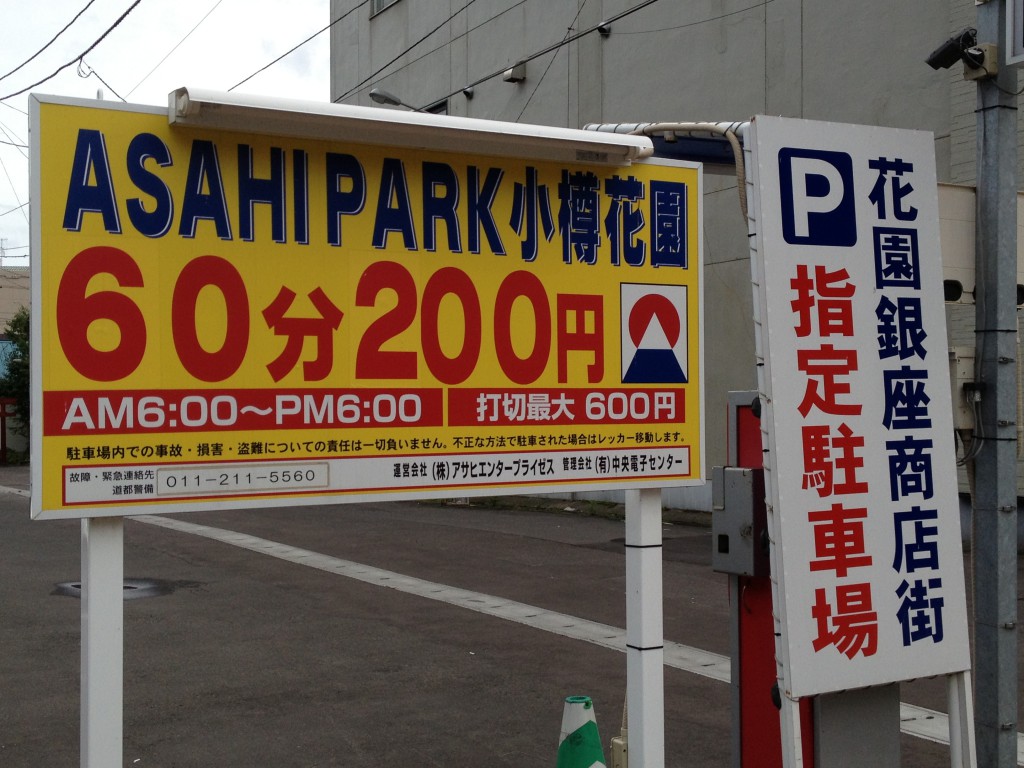 ASAHI PARK 小樽花園
60分200円
AM6:00～PM6:00
打切最大 600円
駐車場内での事故・損害・盗難についての責任は一切負いません。不正な方法で駐車された場合はレッカー移動します。
故障・緊急連絡先
道都警備
011-211-5560
運営会社 (株)アサヒエンタープライゼス 管理会社 (有)中央電子センター
P
花園銀座商店街
指定駐車場